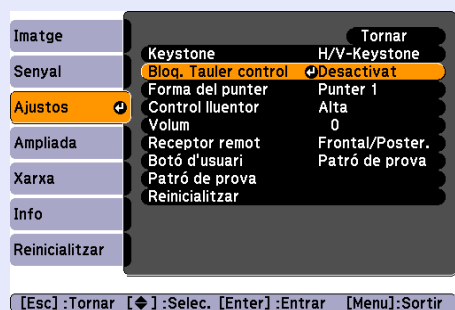 Imatge
Senyal
Ajustos
Ampliada
Xarxa
Info
Reinicialitzar
Tornar
Keystone H/V-Keystone
Bloq. Tauler control Desactivat
Forma del punter Punter 1
Control lluentor Alta
Volum 0
Receptor remot Frontal/Poster.
Botó d'usuari Patró de prova
Patró de prova
Reinicialitzar
[Esc] :Tornar [◆] :Selec. [Enter] :Entrar [Menu]:Sortir